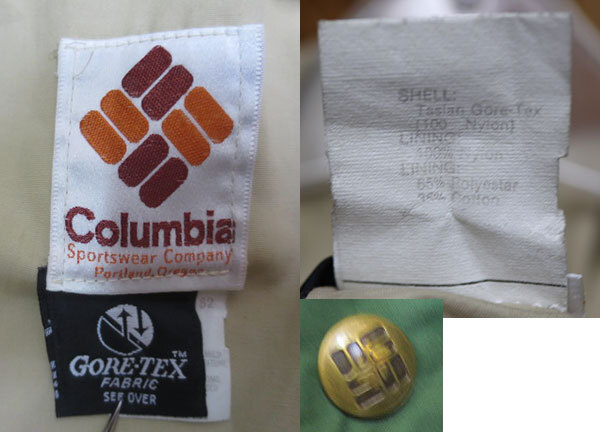 Columbia
Sportswear Company
Portland, Oregon
GORE-TEX™
FABRIC
SEE OVER
SHELL:
Taslan Gore-Tex
(100 Nylon)
LINING:
Nylon
LINING:
65% Polyester
35% Cotton